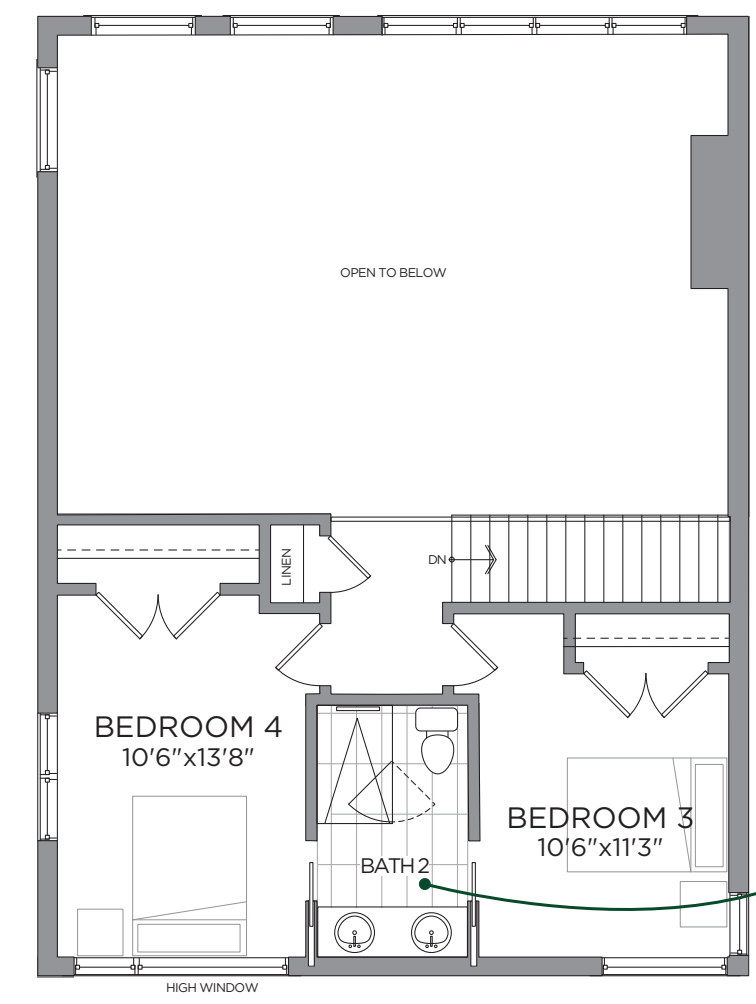 OPEN TO BELOW
LINEN
DN
BEDROOM 4
10'6"x13'8"
BEDROOM 3
10'6"x11'3"
BATH 2
HIGH WINDOW